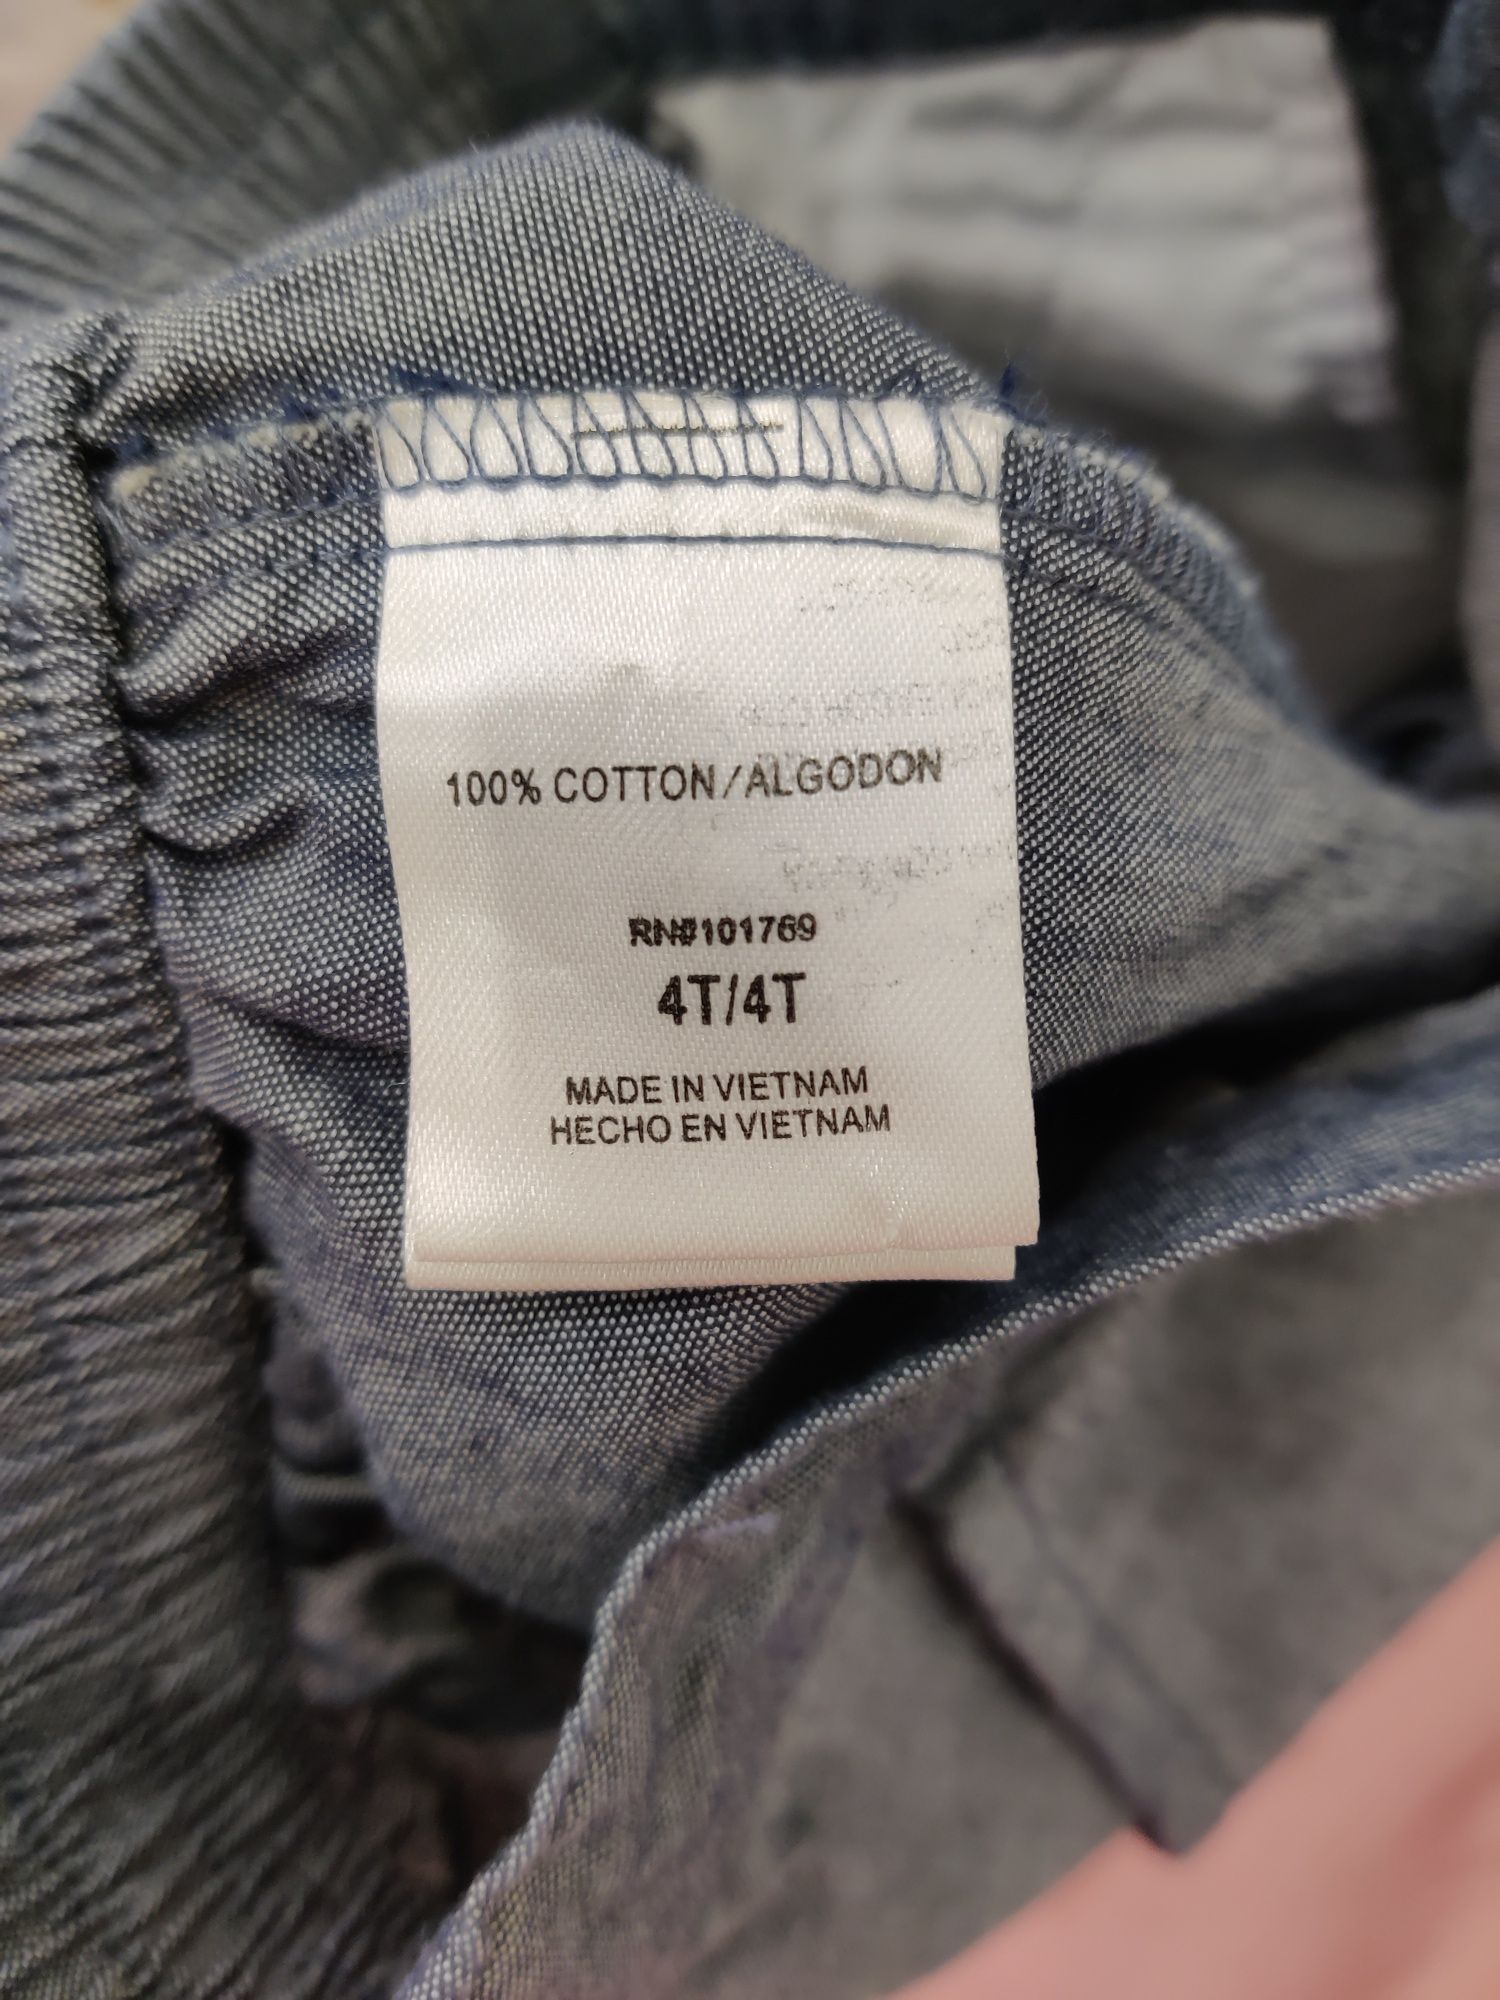 100% COTTON/ALGODON
RN#101769
4T/4T
MADE IN VIETNAM
HECHO EN VIETNAM